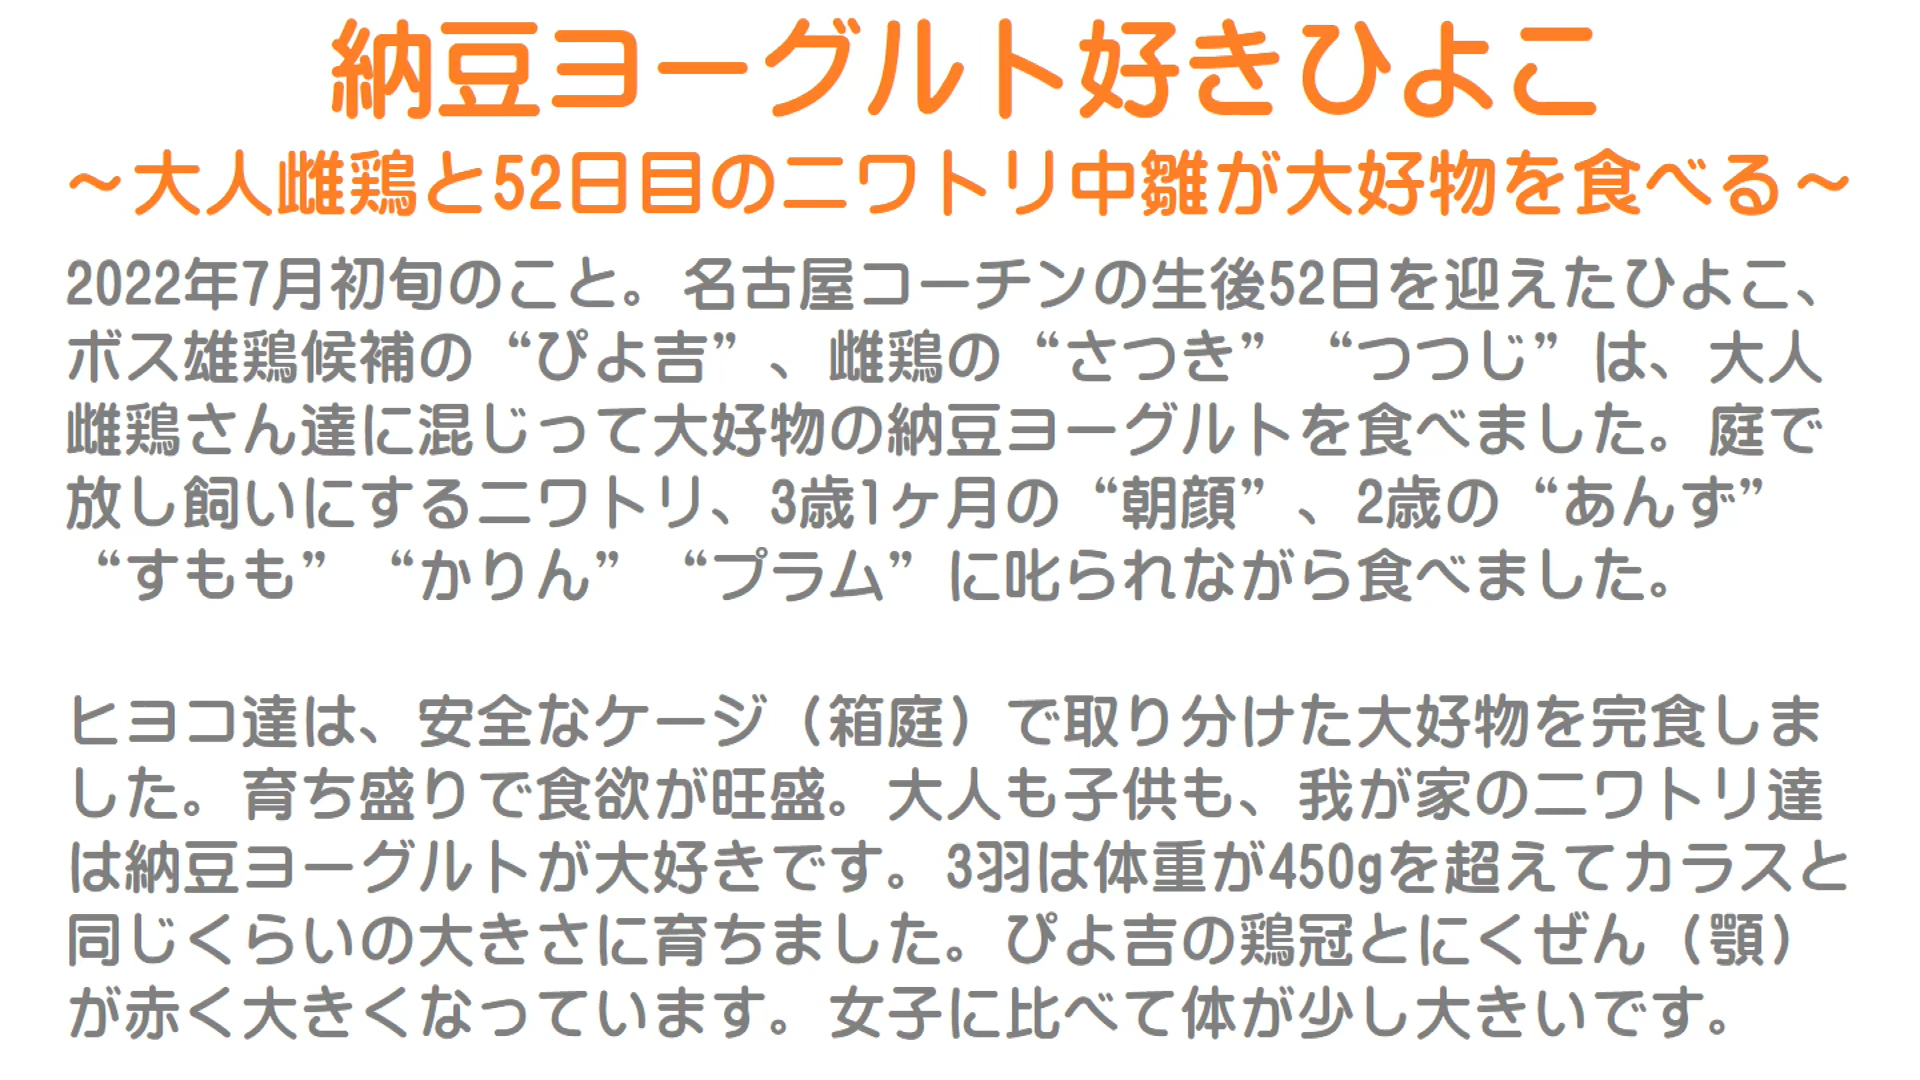 納豆ヨーグルト好きひよこ
～大人雌鶏と52日目のニワトリ中雛が大好物を食べる～
2022年7月初旬のこと。名古屋コーチンの生後52日を迎えたひよこ、
ボス雄鶏候補の“ぴよ吉”、雌鶏の“さつき”“つつじ”は、大人
雌鶏さん達に混じって大好物の納豆ヨーグルトを食べました。庭で
放し飼いにするニワトリ、3歳1ヶ月の“朝顔”、2歳の“あんず”
“すもも”“かりん”“プラム”に叱られながら食べました。
ヒヨコ達は、安全なケージ（箱庭）で取り分けた大好物を完食しま
した。育ち盛りで食欲が旺盛。大人も子供も、我が家のニワトリ達
は納豆ヨーグルトが大好きです。3羽は体重が450gを超えてカラスと
同じくらいの大きさに育ちました。ぴよ吉の鶏冠とにくぜん（顎）
が赤く大きくなっています。女子に比べて体が少し大きいです。